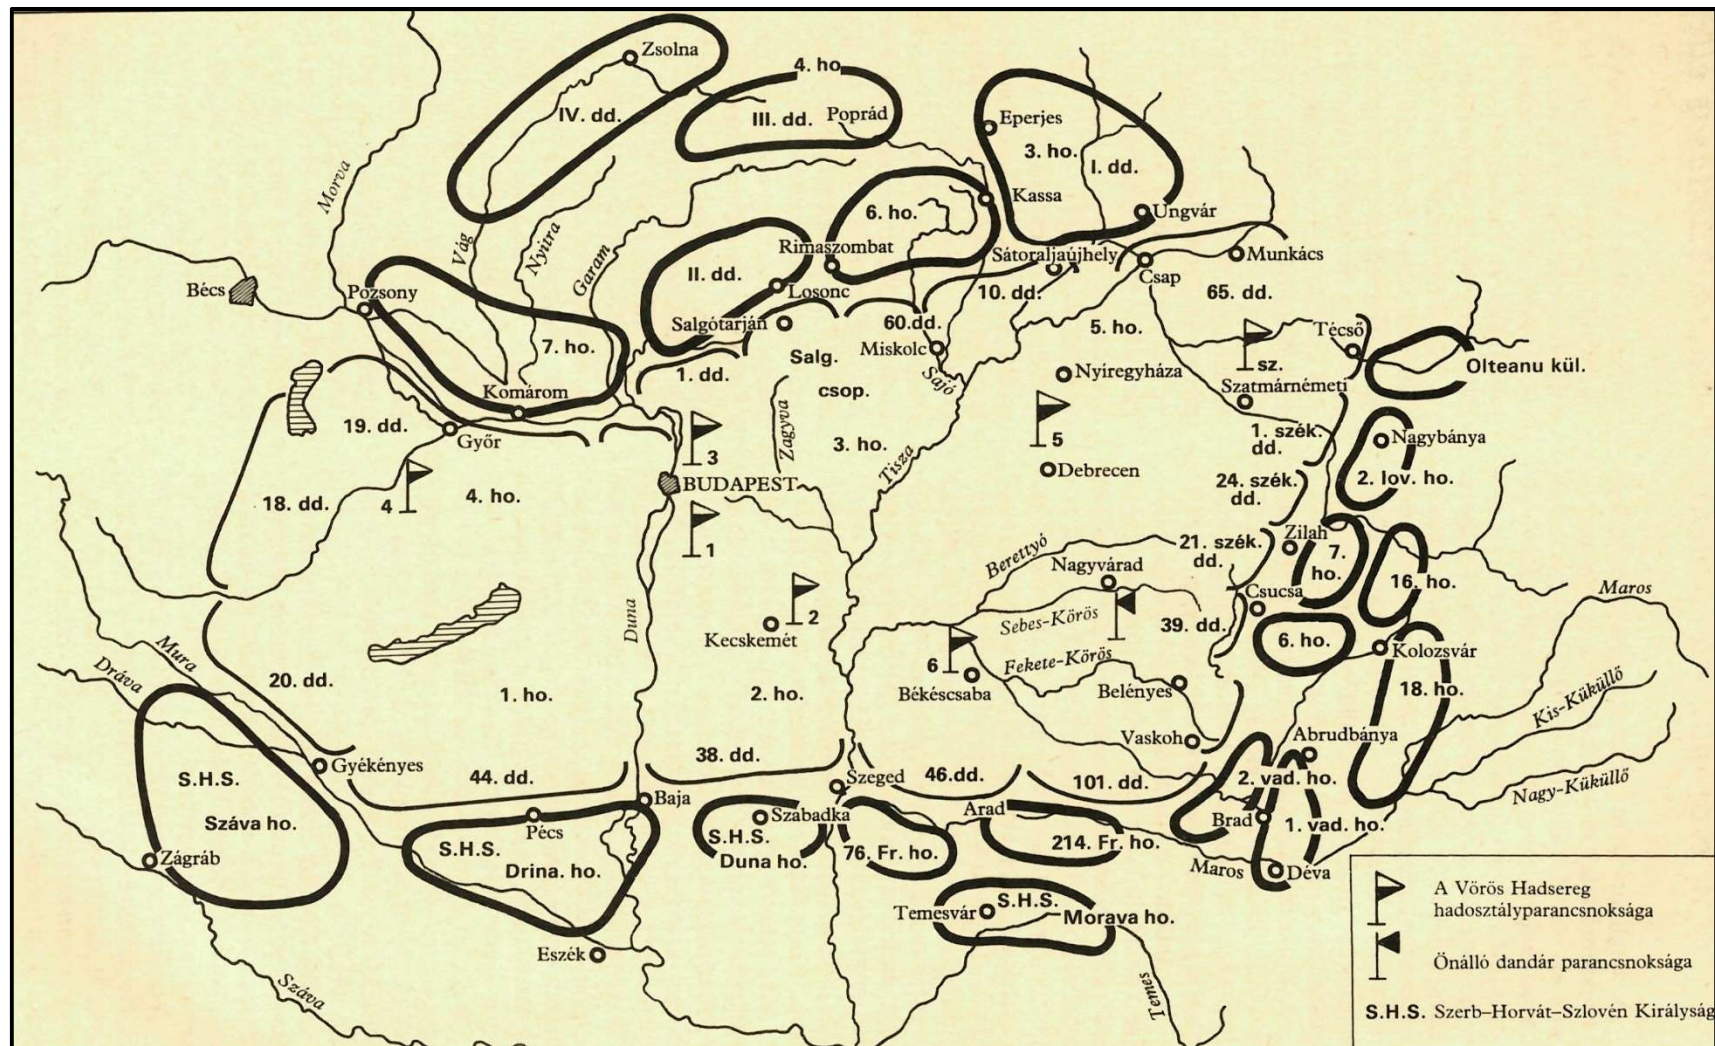 Zsolna
4. ho
IV. dd.
III. dd.
Poprád
Eperjes
3. ho.
I. dd.
Morva
Kassa
Ungvár
6. ho.
Vág
Nyitra
Garam
Rimaszombat
Sátoraljaújhely
Munkács
II. dd.
Csap
Bécs
Pozsony
Losonc
10. dd.
65. dd.
Salgótarján
60.dd.
5. ho.
Técső
7. ho.
Salg.
Miskolc
sz.
Olteanu kül.
1. dd.
Sajó
Nyíregyháza
Komárom
csop.
Szatmárnémeti
19. dd.
Győr
Zagyva
3. ho.
1. szék.
dd.
Nagybánya
3
5
Tisza
Debrecen
2. lov. ho.
18. dd.
4
4. ho.
BUDAPEST
24. szék.
dd.
1
Berettyó
21. szék.
dd.
Zilah
7.
ho.
Nagyvárad
16. ho.
Csucsa
Maros
Duna
2
Kecskemét
Sebes-Körös
39. dd.
6. ho.
Mura
Fekete-Körös
Kolozsvár
Dráva
6
Békéscsaba
Belényes
18. ho.
20. dd.
1. ho.
2. ho.
Kis-Küküllő
Vaskoh
Abrudbánya
Gyékényes
38. dd.
S.H.S.
44. dd.
Szeged
46.dd.
101. dd.
2. vad. ho.
Nagy-Küküllő
Baja
Arad
Száva ho.
Pécs
Szabadka
Brad
1. vad. ho.
S.H.S.
S.H.S.
Drina. ho.
Duna ho.
76. Fr. ho.
214. Fr. ho.
Zágráb
Maros
Déva
Temesvár
S.H.S.
Morava ho.
Eszék
Száva
Temes
A Vörös Hadsereg
hadosztályparancsnoksága
Önálló dandár parancsnoksága
S.H.S. Szerb–Horvát–Szlovén Királyság